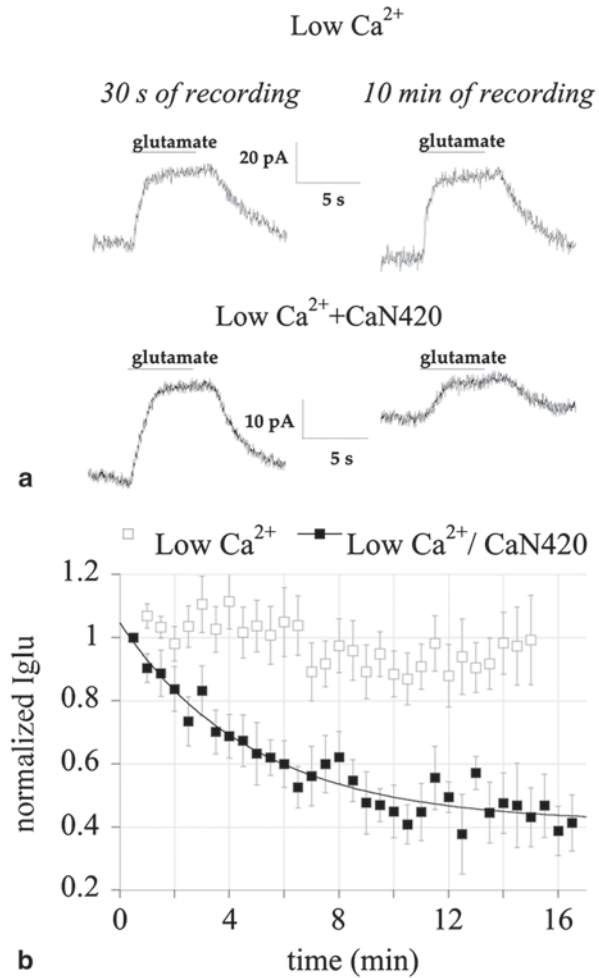 Low Ca²⁺
30 s of recording
10 min of recording
glutamate
glutamate
20 pA
5 s
Low Ca²⁺+CaN420
glutamate
glutamate
10 pA
5 s
a
Low Ca²⁺
Low Ca²⁺/ CaN420
1.2
1
0.8
0.6
0.4
0.2
normalized Iglu
0
4
8
12
16
time (min)
b